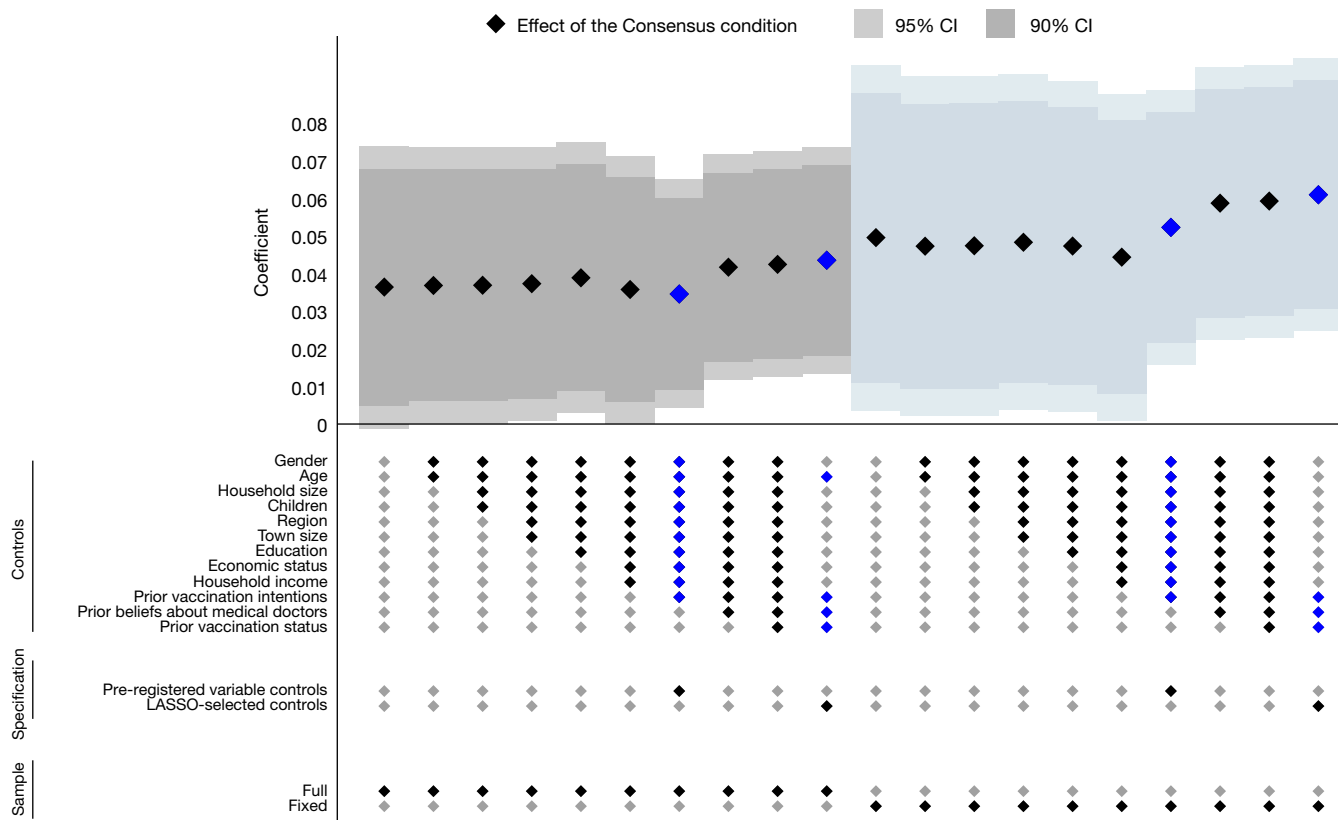 Effect of the Consensus condition
95% CI
90% CI
Coefficient
0.08
0.07
0.06
0.05
0.04
0.03
0.02
0.01
0
Controls
Gender
Age
Household size
Children
Region
Town size
Education
Economic status
Household income
Prior vaccination intentions
Prior beliefs about medical doctors
Prior vaccination status
Specification
Pre-registered variable controls
LASSO-selected controls
Sample
Full
Fixed